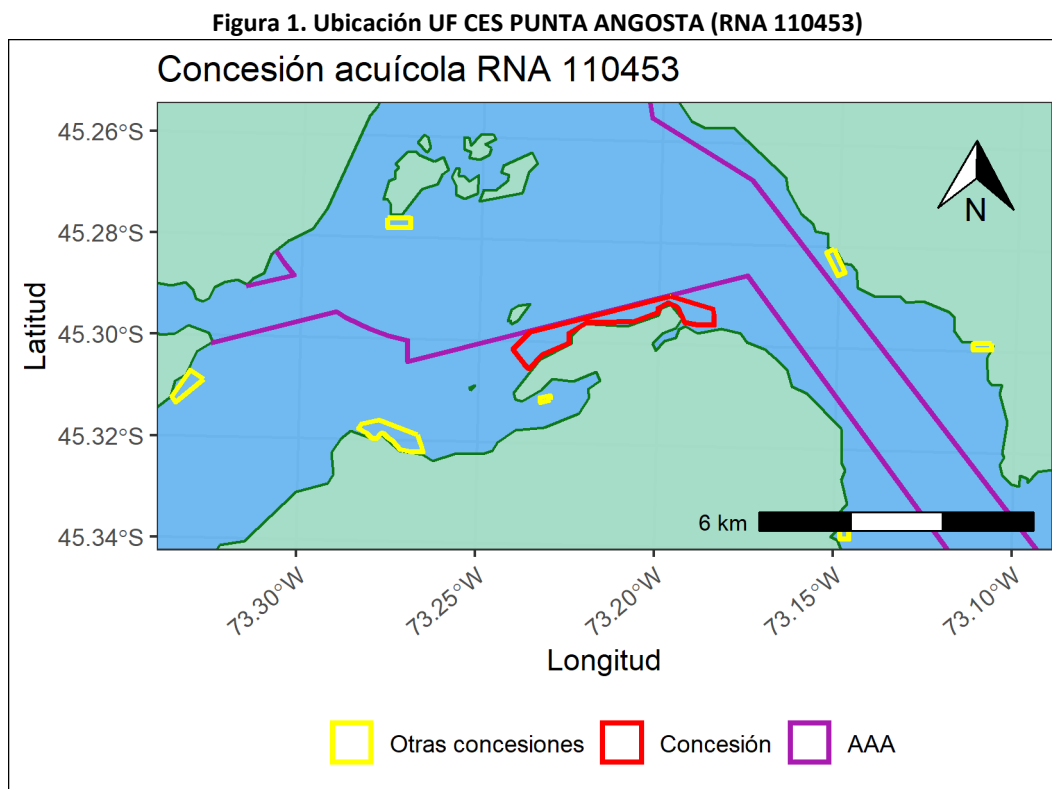 Figura 1. Ubicación UF CES PUNTA ANGOSTA (RNA 110453)
Concesión acuícola RNA 110453
45.26°S
45.28°S
45.30°S
45.32°S
45.34°S
Latitud
N
6 km
73.30°W
73.25°W
73.20°W
73.15°W
73.10°W
Longitud
Otras concesiones Concesión AAA